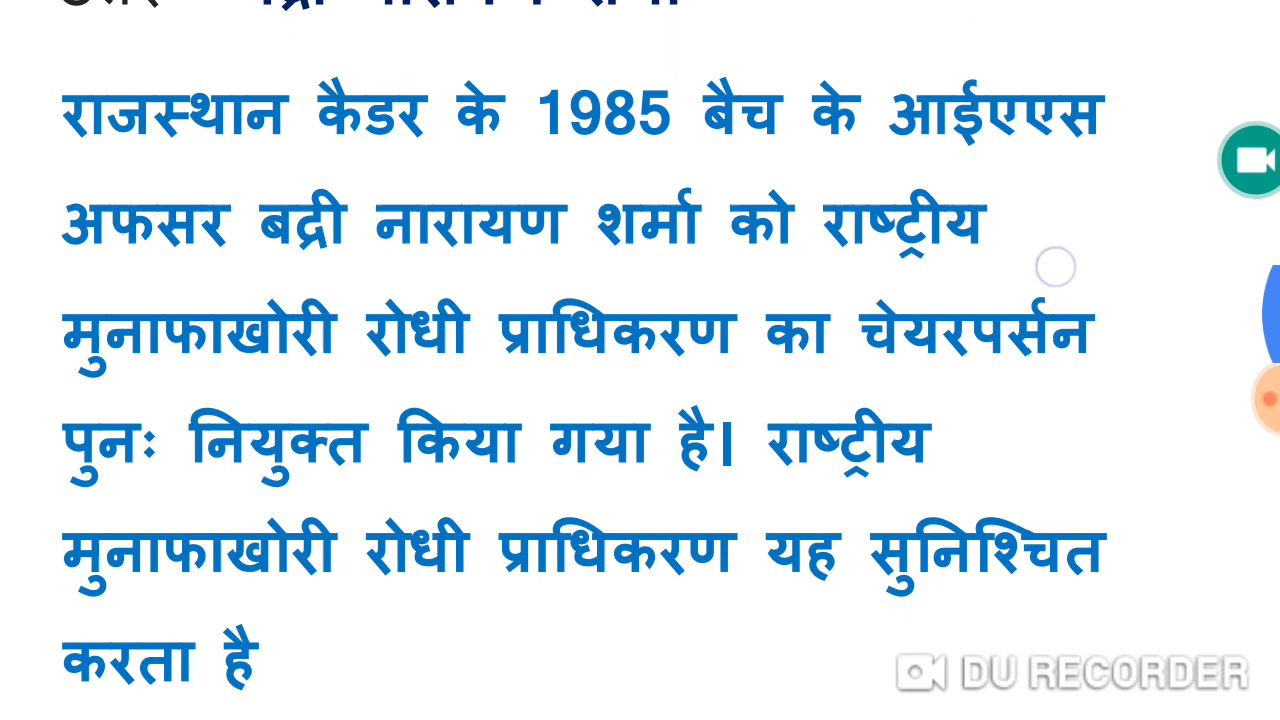 राजस्थान कैडर के 1985 बैच के आईएएस
अफसर बद्री नारायण शर्मा को राष्ट्रीय
मुनाफाखोरी रोधी प्राधिकरण का चेयरपर्सन
पुनः नियुक्त किया गया है। राष्ट्रीय
मुनाफाखोरी रोधी प्राधिकरण यह सुनिश्चित
करता है
DU RECORDER